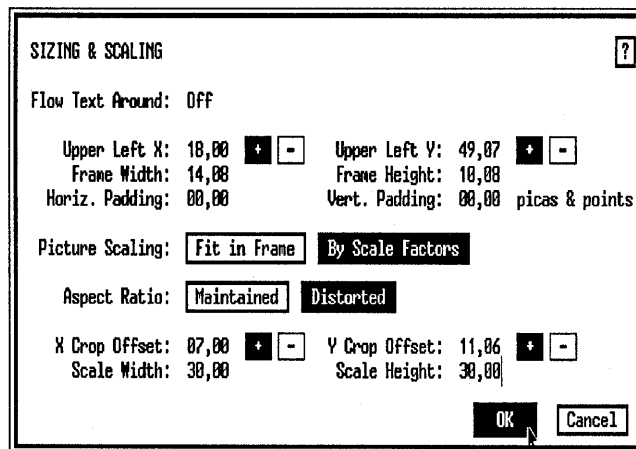 SIZING & SCALING ?
Flow Text Around: Off
Upper Left X: 18,00 + - Upper Left Y: 49,07 + -
Frame Width: 14,08 Frame Height: 10,08
Horiz. Padding: 00,00 Vert. Padding: 00,00 picas & points
Picture Scaling: Fit in Frame By Scale Factors
Aspect Ratio: Maintained Distorted
X Crop Offset: 07,00 + - Y Crop Offset: 11,06 + -
Scale Width: 30,00 Scale Height: 30,00
OK Cancel